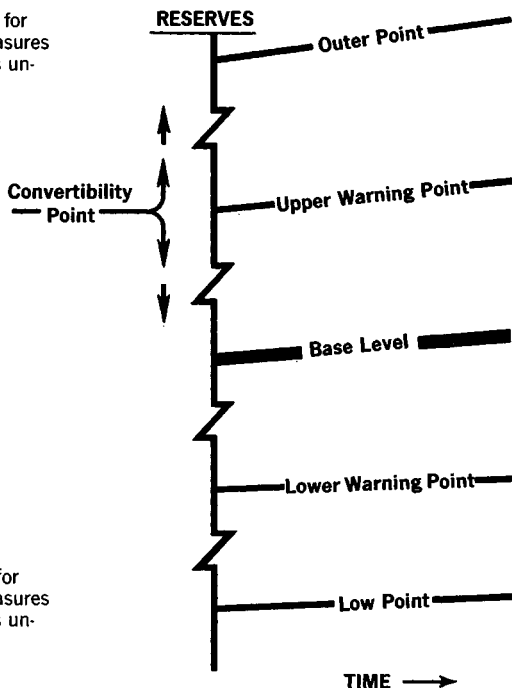 for
asures
s un-
RESERVES
Outer Point
Convertibility
Point
Upper Warning Point
Base Level
Lower Warning Point
for
asures
s un-
Low Point
TIME